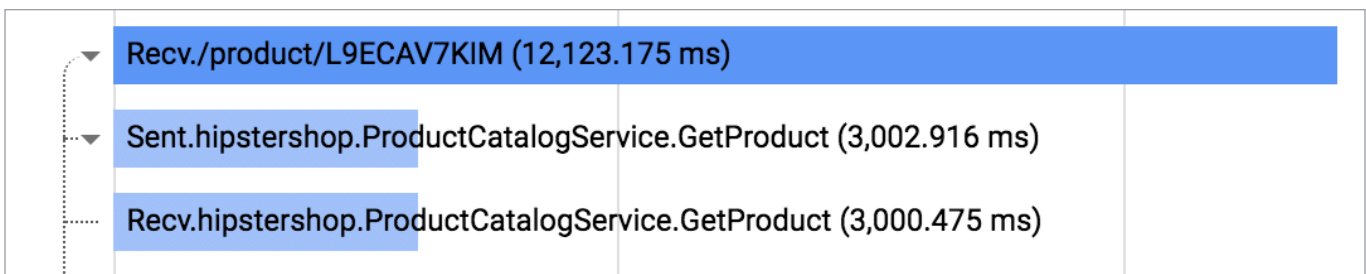 Recv./product/L9ECAV7KIM (12,123.175 ms)
Sent.hipstershop.ProductCatalogService.GetProduct (3,002.916 ms)
Recv.hipstershop.ProductCatalogService.GetProduct (3,000.475 ms)